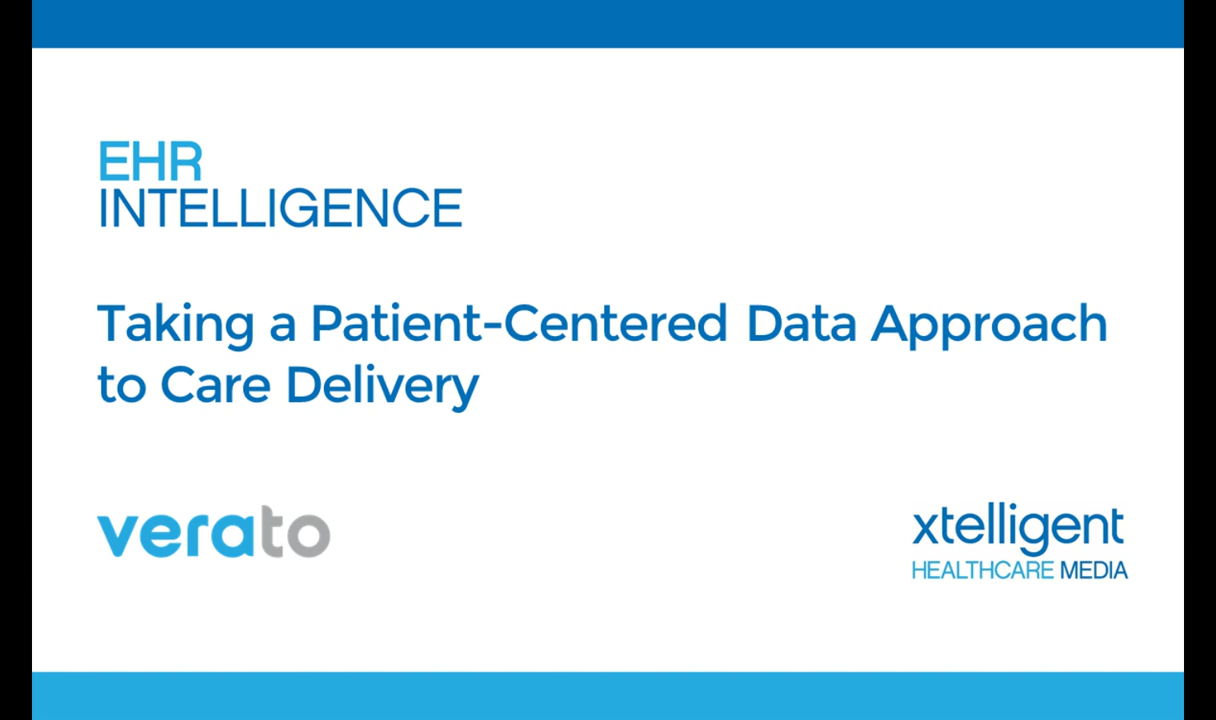 EHR
INTELLIGENCE
Taking a Patient-Centered Data Approach
to Care Delivery
verato
xtelligent
HEALTHCARE MEDIA